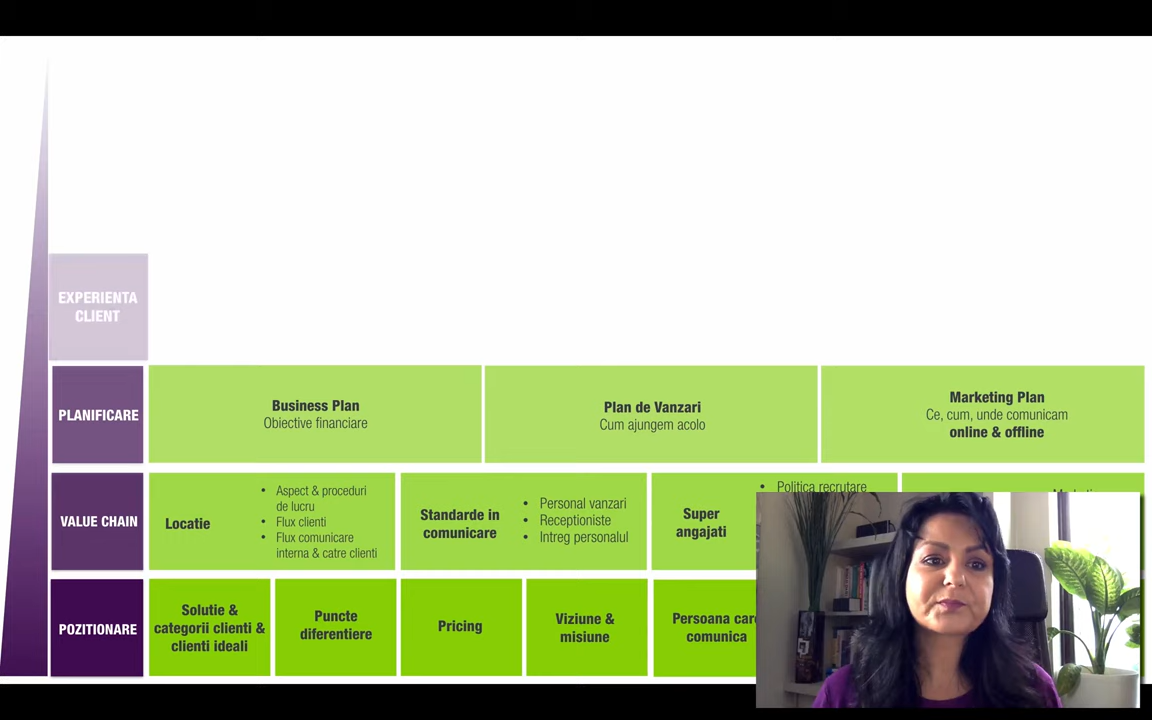 EXPERIENTA
CLIENT
PLANIFICARE
Business Plan
Obiective financiare
Plan de Vanzari
Cum ajungem acolo
Marketing Plan
Ce, cum, unde comunicam
online & offline
VALUE CHAIN
Locatie
• Aspect & proceduri
de lucru
• Flux clienti
• Flux comunicare
interna & catre clienti
Standarde in
comunicare
• Personal vanzari
• Receptioniste
• Intreg personalul
Super
angajati
• Politica recrutare
POZITIONARE
Solutie &
categorii clienti &
clienti ideali
Puncte
diferentiere
Pricing
Viziune &
misiune
Persoana care
comunica